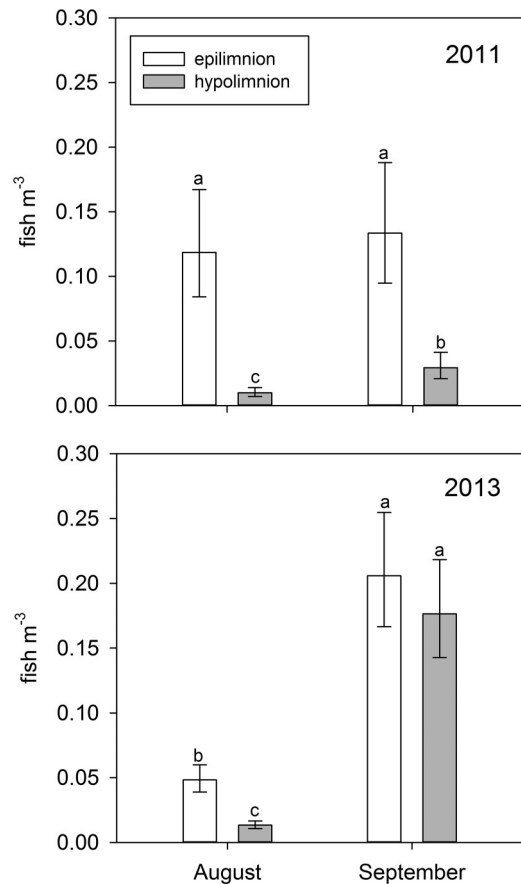 0.30
2011
epilimnion
hypolimnion
0.25
0.20
0.15
0.10
0.05
0.00
fish m⁻³
a
c
a
b
0.30
2013
0.25
0.20
0.15
0.10
0.05
0.00
fish m⁻³
b
c
a
a
August September